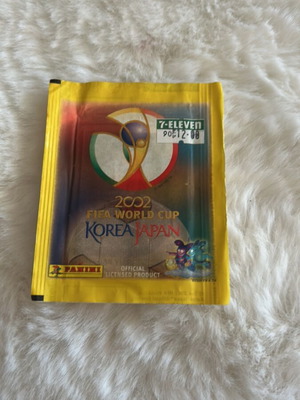 7-ELEVEN
2002
FIFA WORLD CUP
KOREA JAPAN
PANINI
OFFICIAL
LICENSED PRODUCT